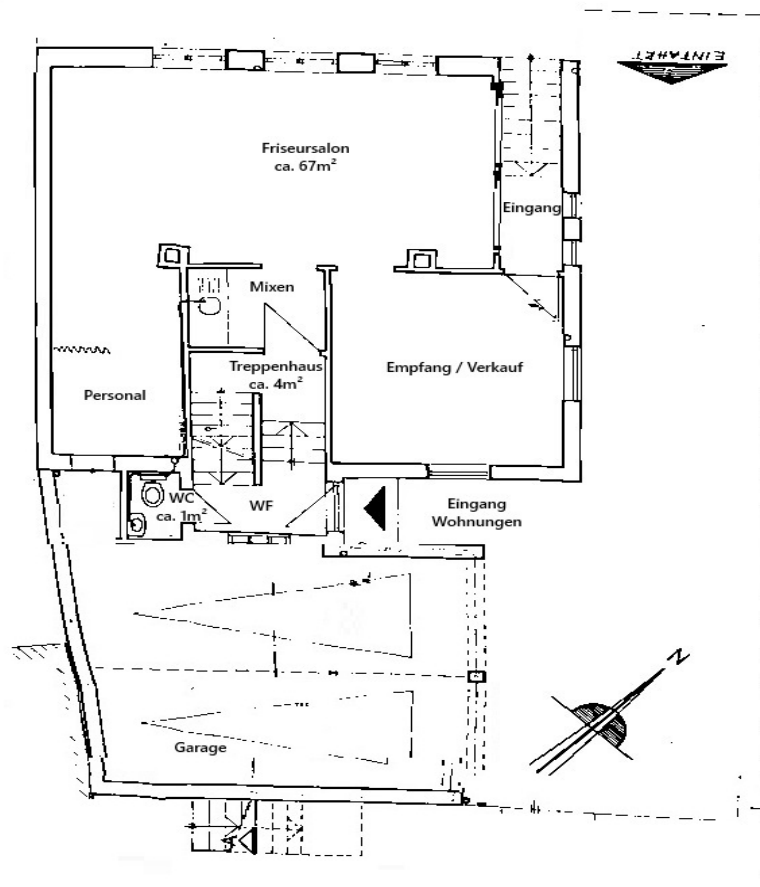 EINFAHRT
Friseursalon
ca. 67m²
Eingang
Mixen
Treppenhaus
ca. 4m²
Empfang / Verkauf
Personal
WC
ca. 1m²
WF
Eingang
Wohnungen
N
Garage